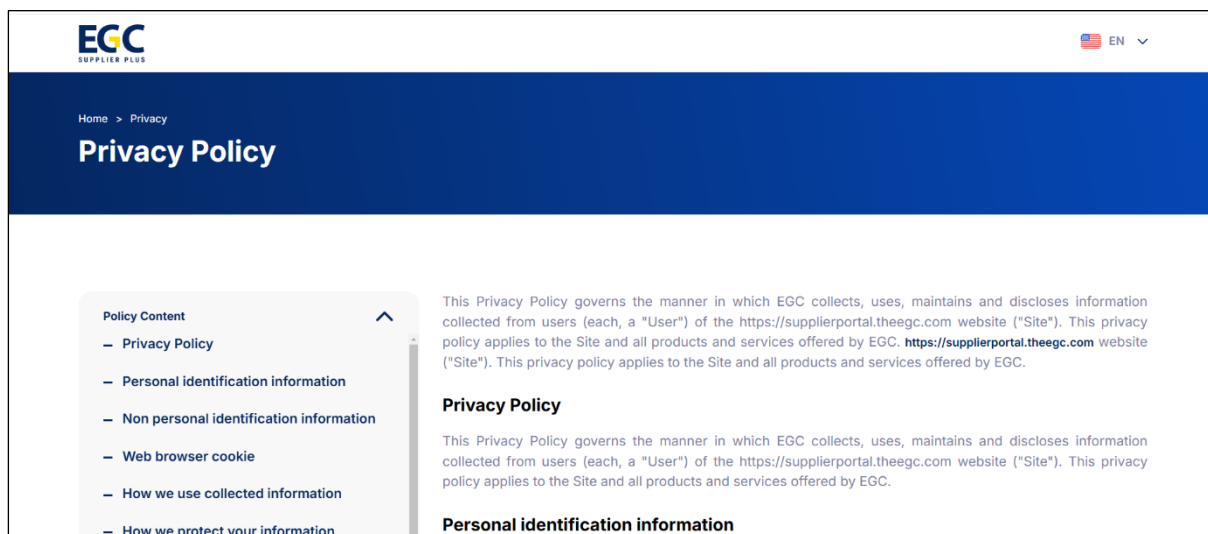 EGC
SUPPLIER PLUS
EN
Home > Privacy
Privacy Policy
Policy Content
– Privacy Policy
– Personal identification information
– Non personal identification information
– Web browser cookie
– How we use collected information
– How we protect your information
This Privacy Policy governs the manner in which EGC collects, uses, maintains and discloses information
collected from users (each, a "User") of the https://supplierportal.theegc.com website ("Site"). This privacy
policy applies to the Site and all products and services offered by EGC. https://supplierportal.theegc.com website
("Site"). This privacy policy applies to the Site and all products and services offered by EGC.
Privacy Policy
This Privacy Policy governs the manner in which EGC collects, uses, maintains and discloses information
collected from users (each, a "User") of the https://supplierportal.theegc.com website ("Site"). This privacy
policy applies to the Site and all products and services offered by EGC.
Personal identification information